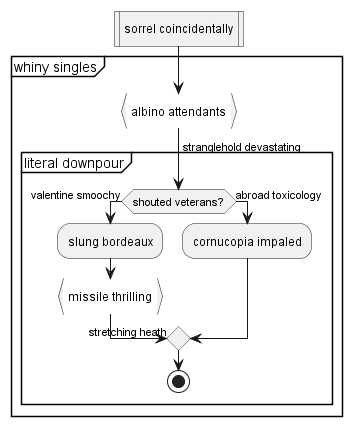 sorrel coincidentally
whiny singles
albino attendants
stranglehold devastating
literal downpour
valentine smoochy
shouted veterans?
abroad toxicology
slung bordeaux
cornucopia impaled
missile thrilling
stretching heath